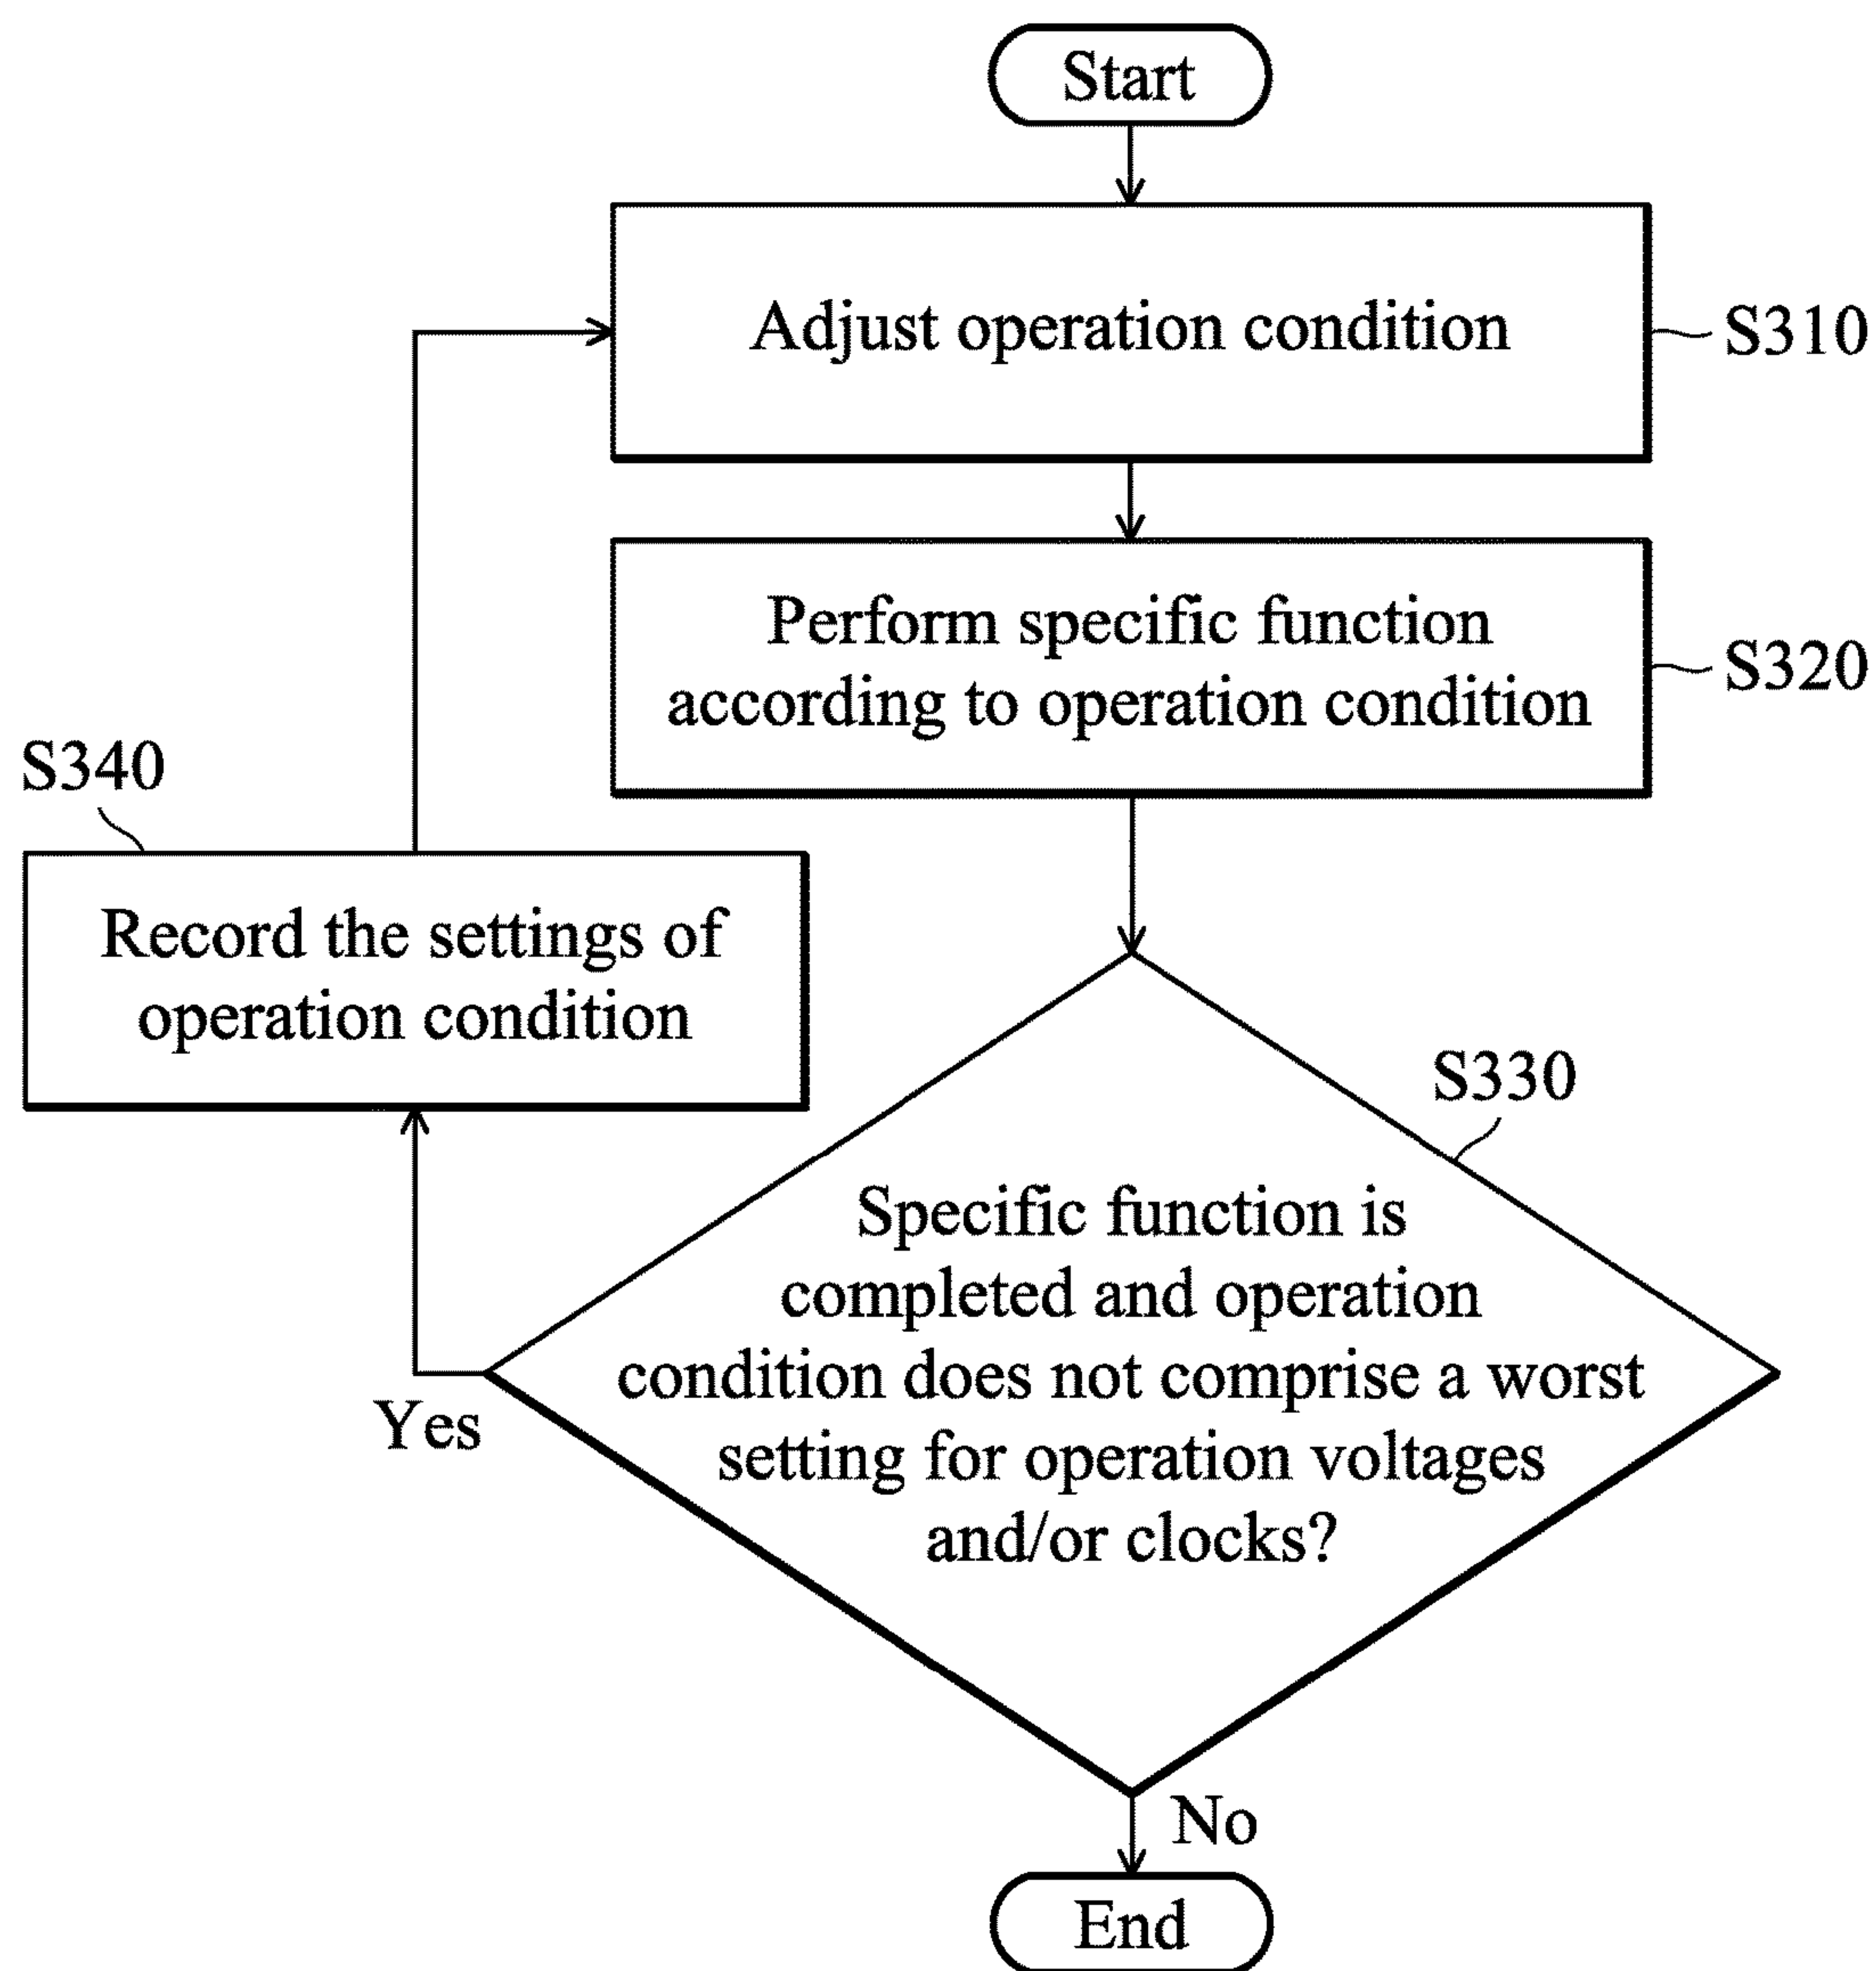 Start
Adjust operation condition
S310
Perform specific function
according to operation condition
S320
S340
Record the settings of
operation condition
S330
Specific function is
completed and operation
condition does not comprise a worst
setting for operation voltages
and/or clocks?
Yes
No
End